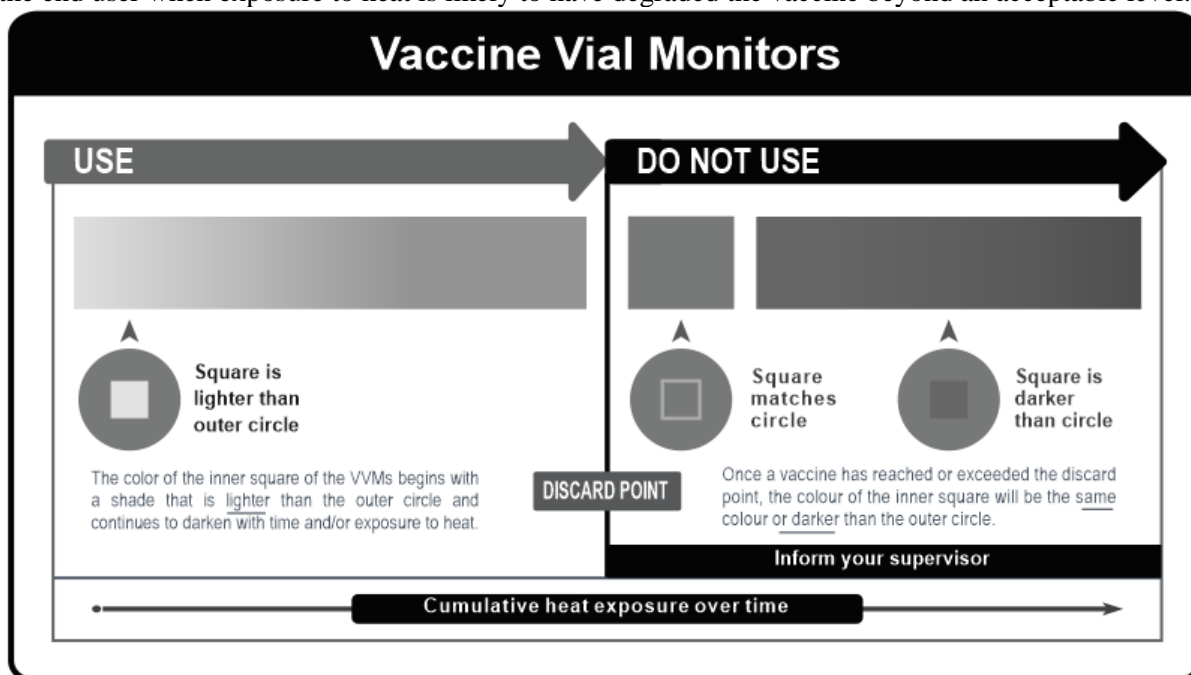 the end user when exposure to heat is likely to have degraded the vaccine beyond an acceptable level.
Vaccine Vial Monitors
USE
DO NOT USE
Square is
lighter than
outer circle
Square
matches
circle
Square is
darker
than circle
The color of the inner square of the VVMs begins with
a shade that is lighter than the outer circle and
continues to darken with time and/or exposure to heat.
DISCARD POINT
Once a vaccine has reached or exceeded the discard
point, the colour of the inner square will be the same
colour or darker than the outer circle.
Inform your supervisor
Cumulative heat exposure over time